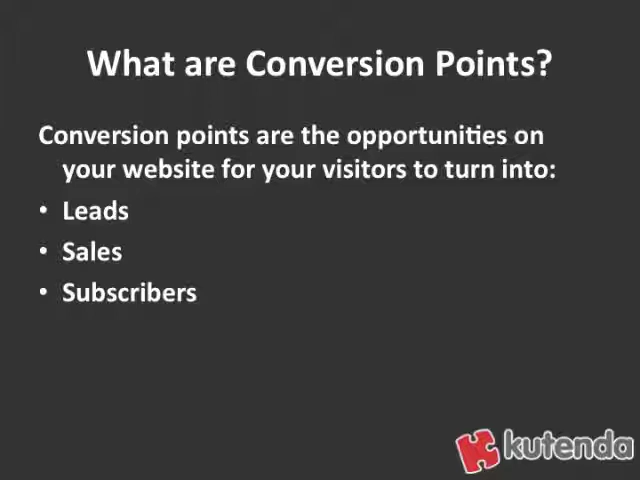 What are Conversion Points?
Conversion points are the opportunities on
your website for your visitors to turn into:
• Leads
• Sales
• Subscribers
kutenda